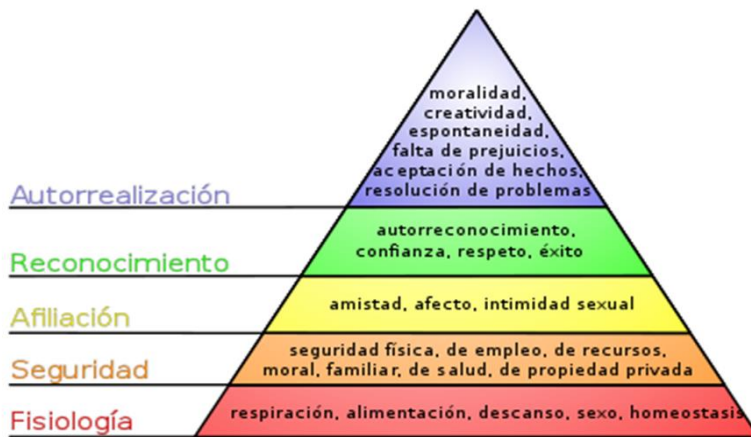 moralidad,
creatividad,
espontaneidad,
falta de prejuicios,
aceptación de hechos,
resolución de problemas
Autorrealización
autorreconocimiento,
confianza, respeto, éxito
Reconocimiento
amistad, afecto, intimidad sexual
Afiliación
seguridad física, de empleo, de recursos,
moral, familiar, de salud, de propiedad privada
Seguridad
respiración, alimentación, descanso, sexo, homeostasis
Fisiología